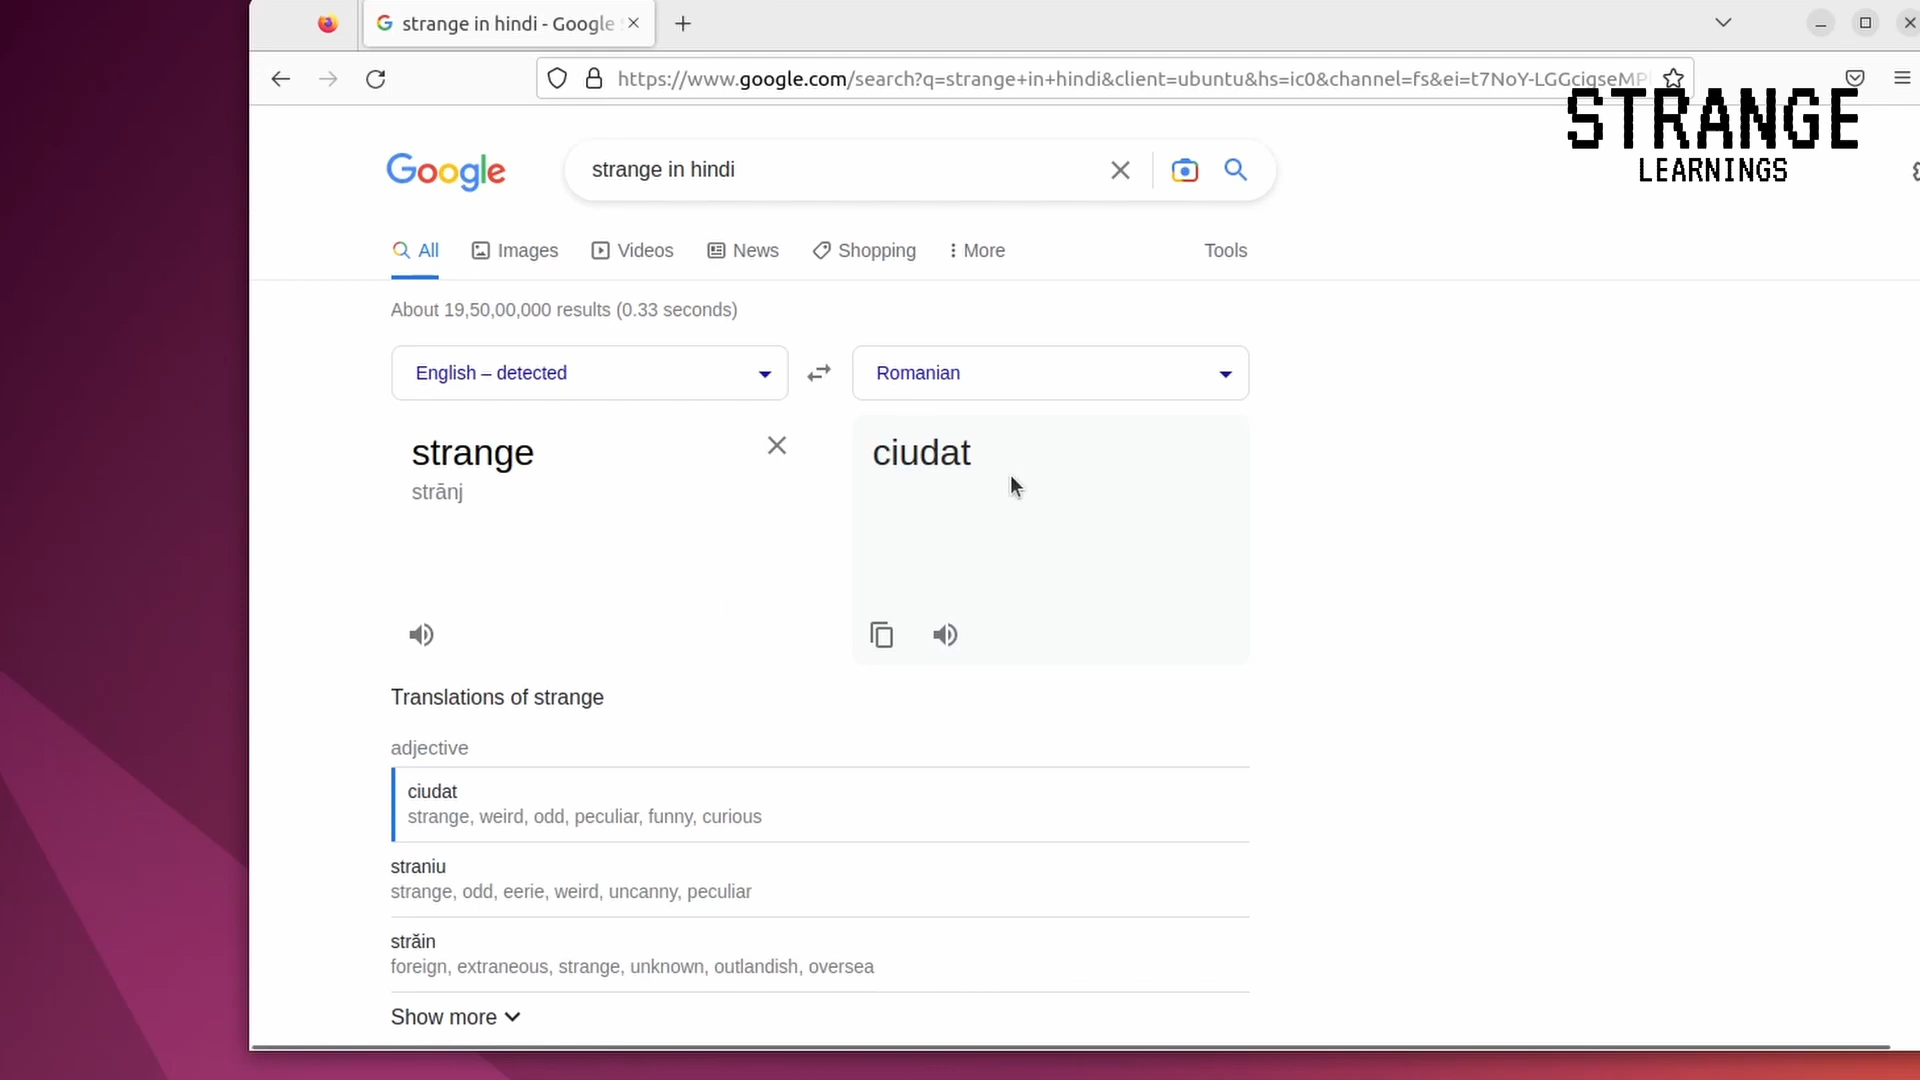 strange in hindi - Google
https://www.google.com/search?q=strange+in+hindi&client=ubuntu&hs=ic0&channel=fs&ei=t7NoY-LGGciqseMP
STRANGE
LEARNINGS
Google
strange in hindi
All Images Videos News Shopping More Tools
About 19,50,00,000 results (0.33 seconds)
English – detected Romanian
strange ciudat
strānj
Translations of strange
adjective
ciudat
strange, weird, odd, peculiar, funny, curious
straniu
strange, odd, eerie, weird, uncanny, peculiar
străin
foreign, extraneous, strange, unknown, outlandish, oversea
Show more